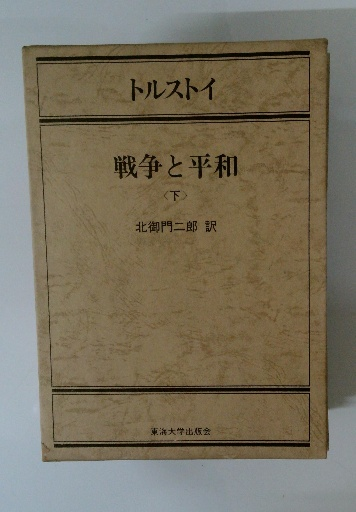 トルストイ
戦争と平和
〈下〉
北御門二郎 訳
東海大学出版会